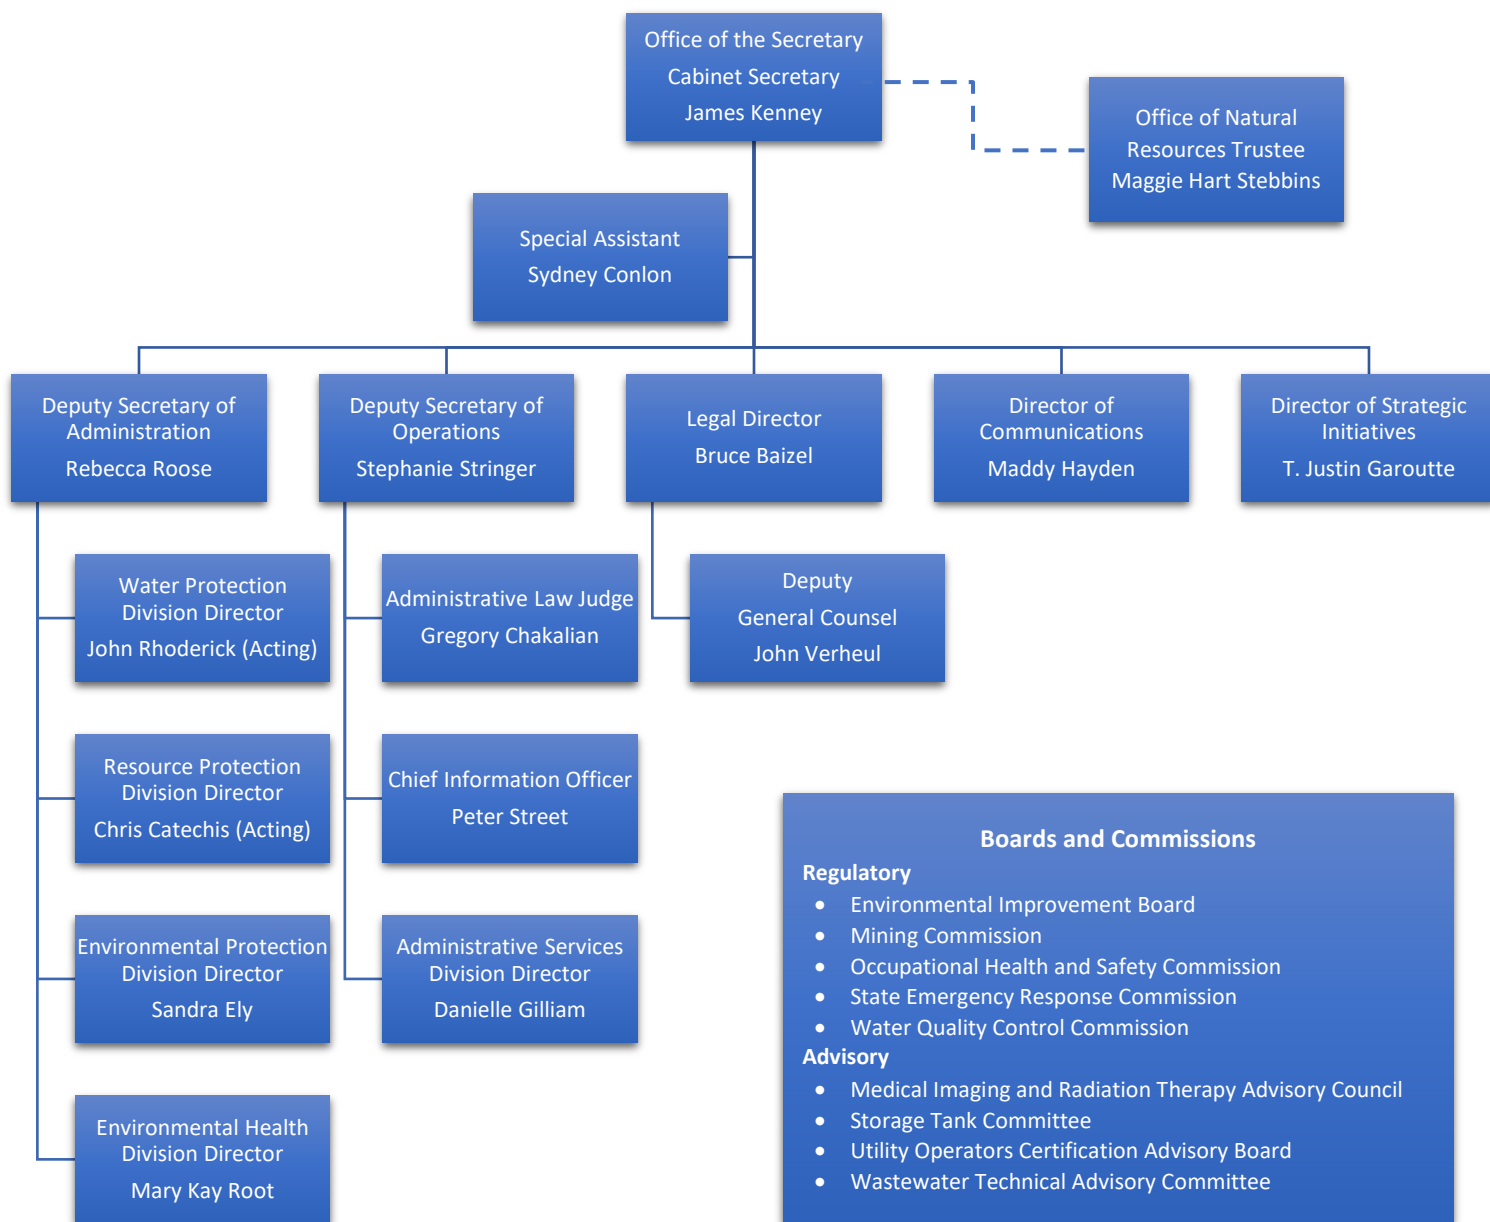 Office of the Secretary
Cabinet Secretary
James Kenney
Office of Natural
Resources Trustee
Maggie Hart Stebbins
Special Assistant
Sydney Conlon
Deputy Secretary of
Administration
Rebecca Roose
Deputy Secretary of
Operations
Stephanie Stringer
Legal Director
Bruce Baizel
Director of
Communications
Maddy Hayden
Director of Strategic
Initiatives
T. Justin Garoutte
Water Protection
Division Director
John Rhoderick (Acting)
Administrative Law Judge
Gregory Chakalian
Deputy
General Counsel
John Verheul
Resource Protection
Division Director
Chris Catechis (Acting)
Chief Information Officer
Peter Street
Environmental Protection
Division Director
Sandra Ely
Administrative Services
Division Director
Danielle Gilliam
Environmental Health
Division Director
Mary Kay Root
Boards and Commissions
Regulatory
• Environmental Improvement Board
• Mining Commission
• Occupational Health and Safety Commission
• State Emergency Response Commission
• Water Quality Control Commission
Advisory
• Medical Imaging and Radiation Therapy Advisory Council
• Storage Tank Committee
• Utility Operators Certification Advisory Board
• Wastewater Technical Advisory Committee